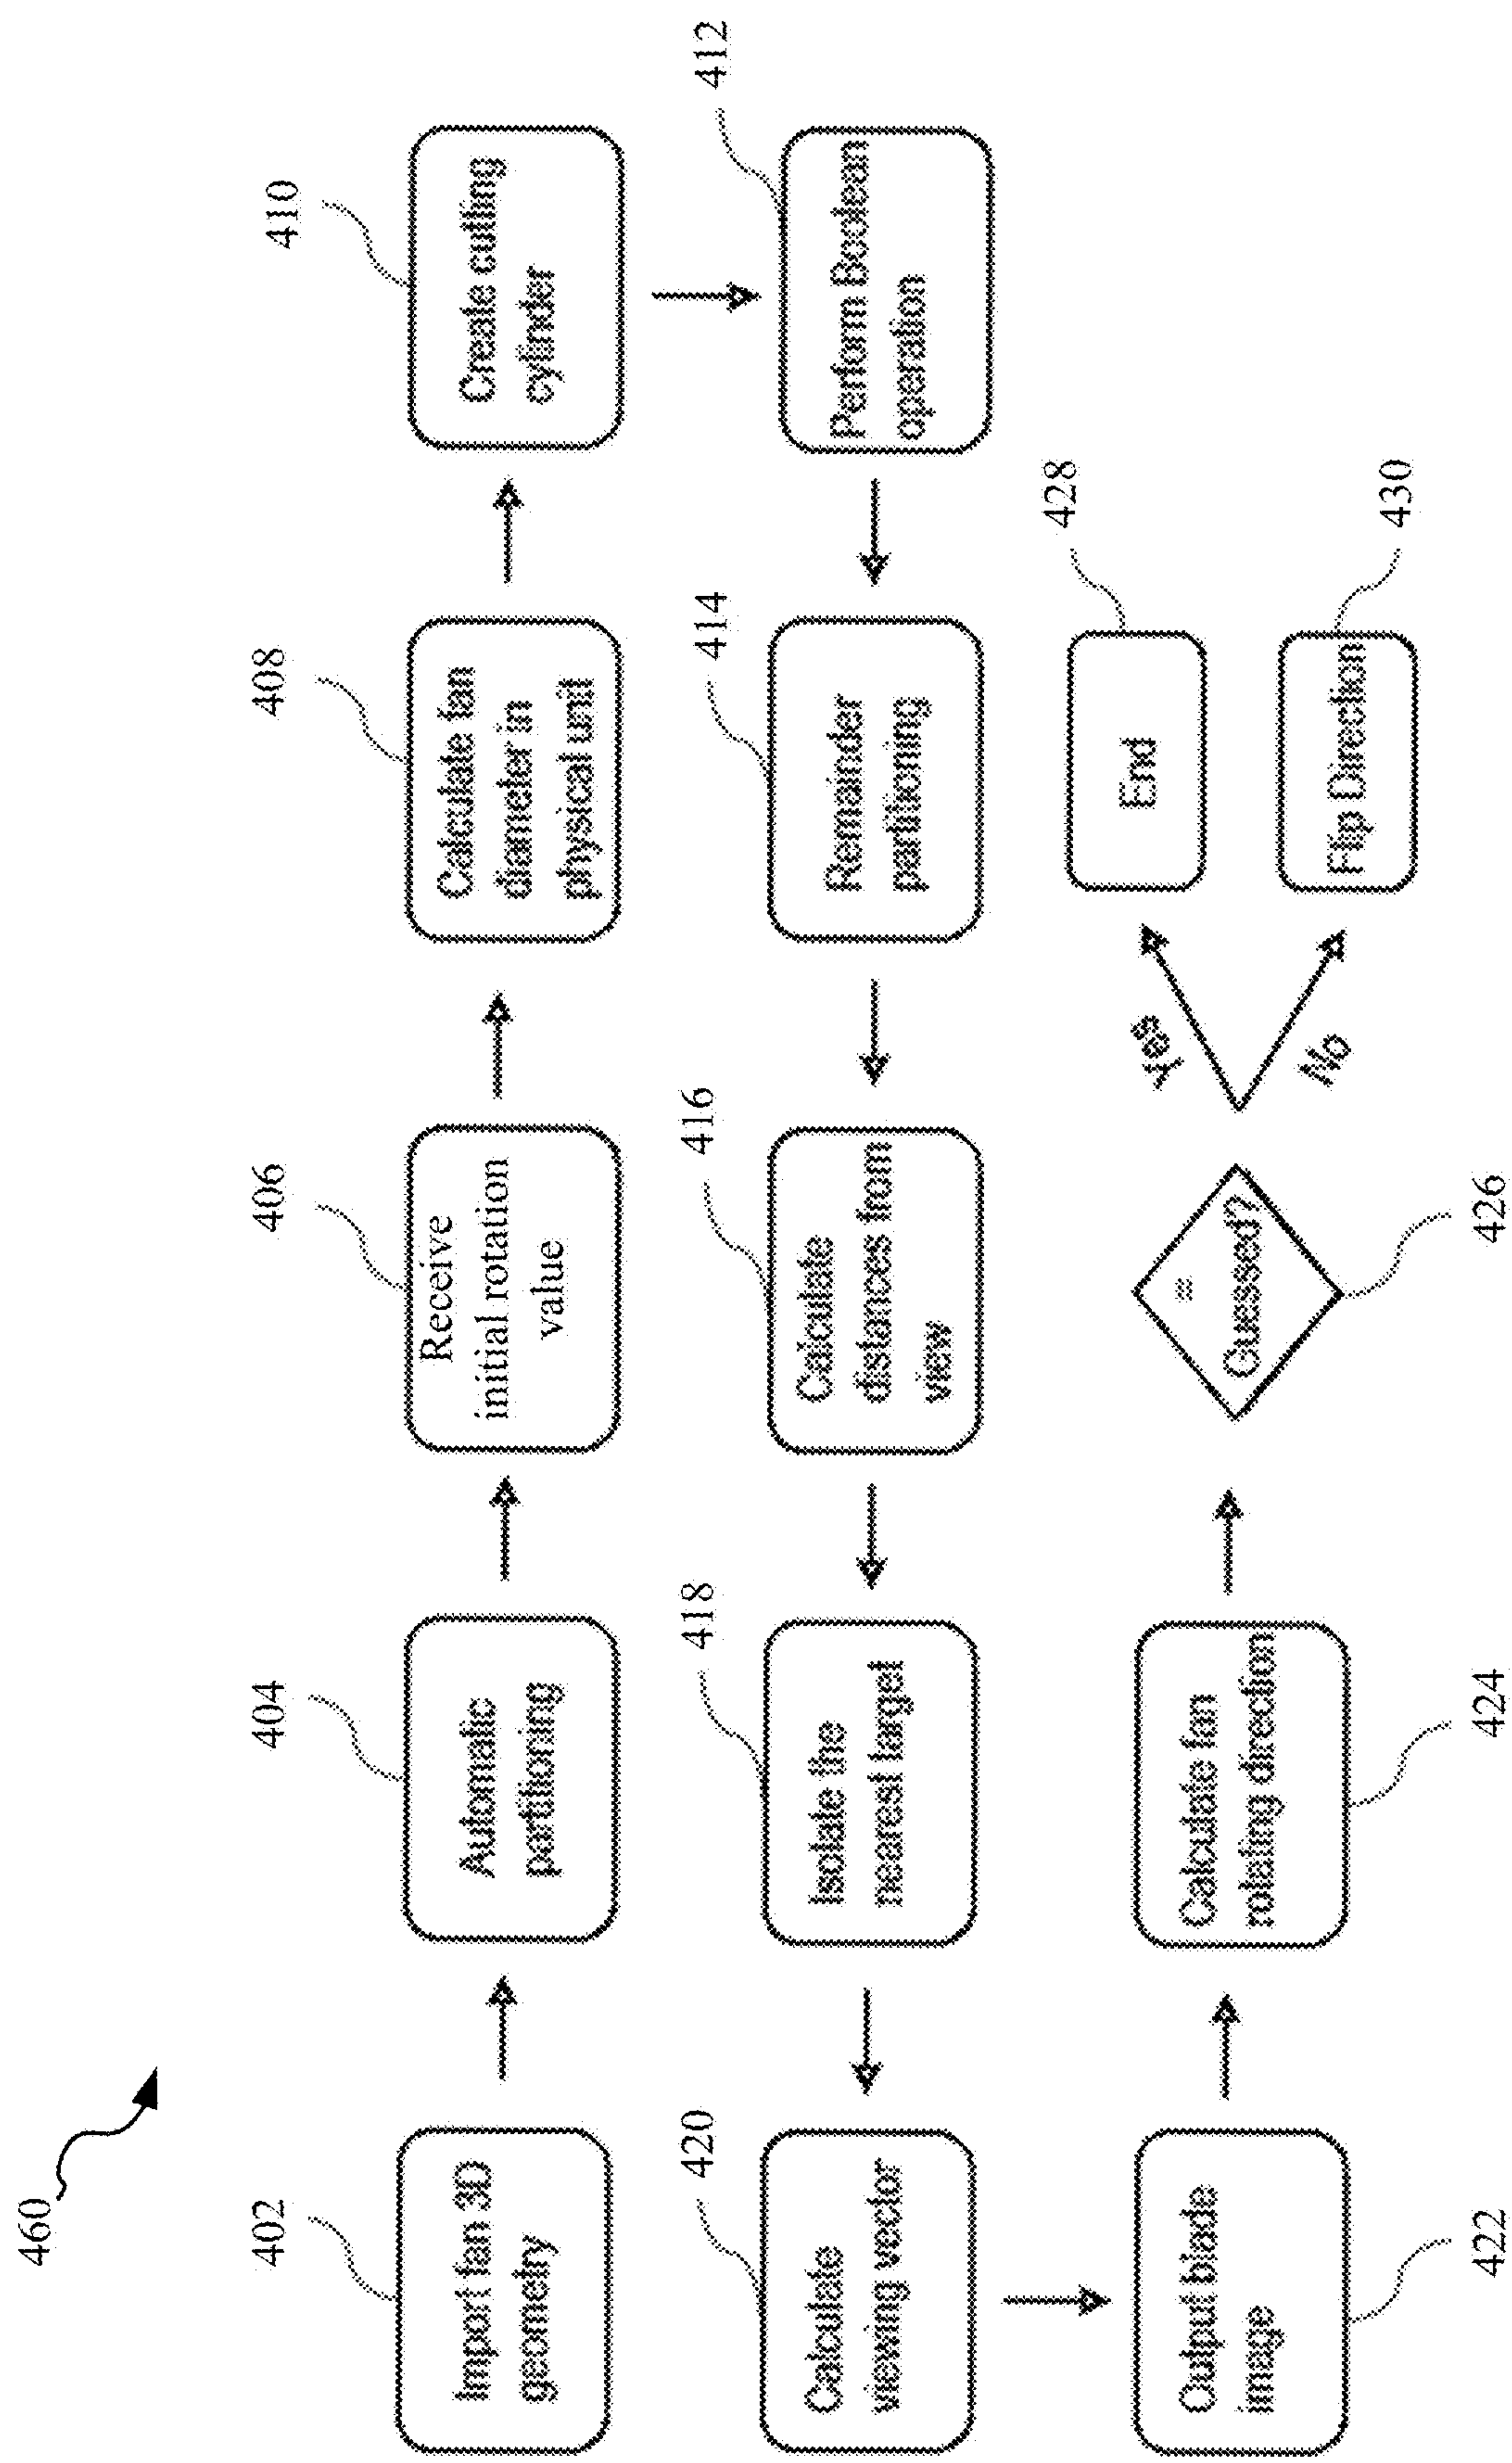 460
402
Import fan 3D
geometry
404
Automatic
partitioning
406
Receive
initial rotation
value
408
Calculate fan
diameter in
physical unit
410
Create cutting
cylinder
412
Perform Boolean
operation
414
Remainder
partitioning
416
Calculate
distances from
view
418
Isolate the
nearest target
420
Calculate
viewing vector
Output blade
image
422
Calculate fan
rotating direction
424
=
Guessed?
426
Yes
No
End
428
Flip Direction
430